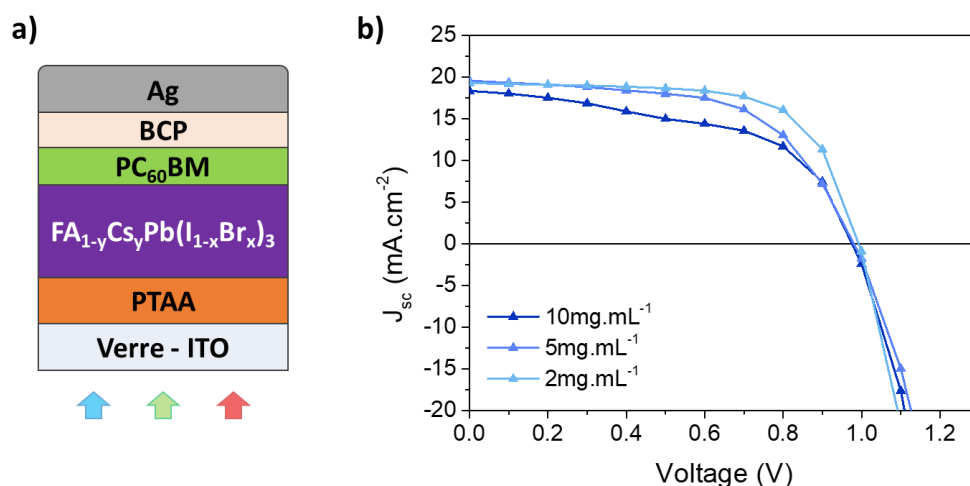 a)
Ag
BCP
PC₆₀BM
FA₁₋yCsyPb(I₁₋ₓBrₓ)₃
PTAA
Verre - ITO
b)
25
20
15
10
5
0
-5
-10
-15
-20
J_sc (mA.cm⁻²)
10mg.mL⁻¹
5mg.mL⁻¹
2mg.mL⁻¹
0.0 0.2 0.4 0.6 0.8 1.0 1.2
Voltage (V)